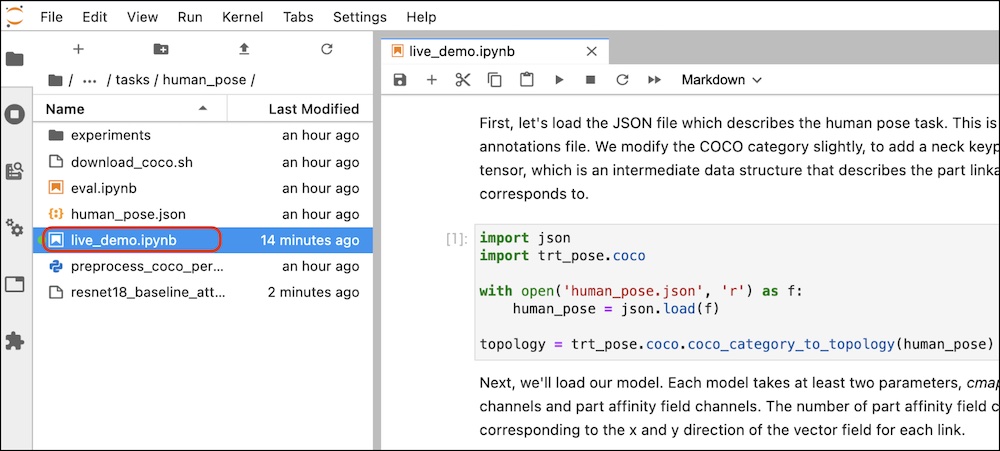 File Edit View Run Kernel Tabs Settings Help
/ ... / tasks / human_pose /
Name Last Modified
experiments an hour ago
download_coco.sh an hour ago
eval.ipynb an hour ago
human_pose.json an hour ago
live_demo.ipynb 14 minutes ago
preprocess_coco_per... an hour ago
resnet18_baseline_att... 2 minutes ago
live_demo.ipynb
Markdown
First, let's load the JSON file which describes the human pose task. This is
annotations file. We modify the COCO category slightly, to add a neck keyp
tensor, which is an intermediate data structure that describes the part linka
corresponds to.
[1]: import json
import trt_pose.coco
with open('human_pose.json', 'r') as f:
    human_pose = json.load(f)
topology = trt_pose.coco.coco_category_to_topology(human_pose)
Next, we'll load our model. Each model takes at least two parameters, cmap
channels and part affinity field channels. The number of part affinity field c
corresponding to the x and y direction of the vector field for each link.